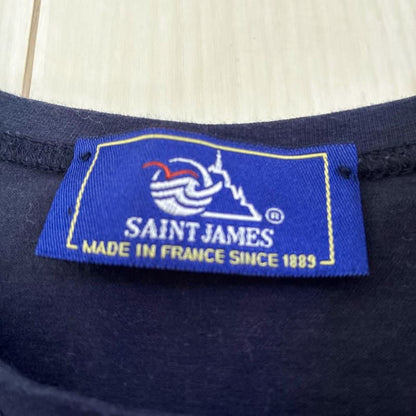 ®
SAINT JAMES
MADE IN FRANCE SINCE 1889